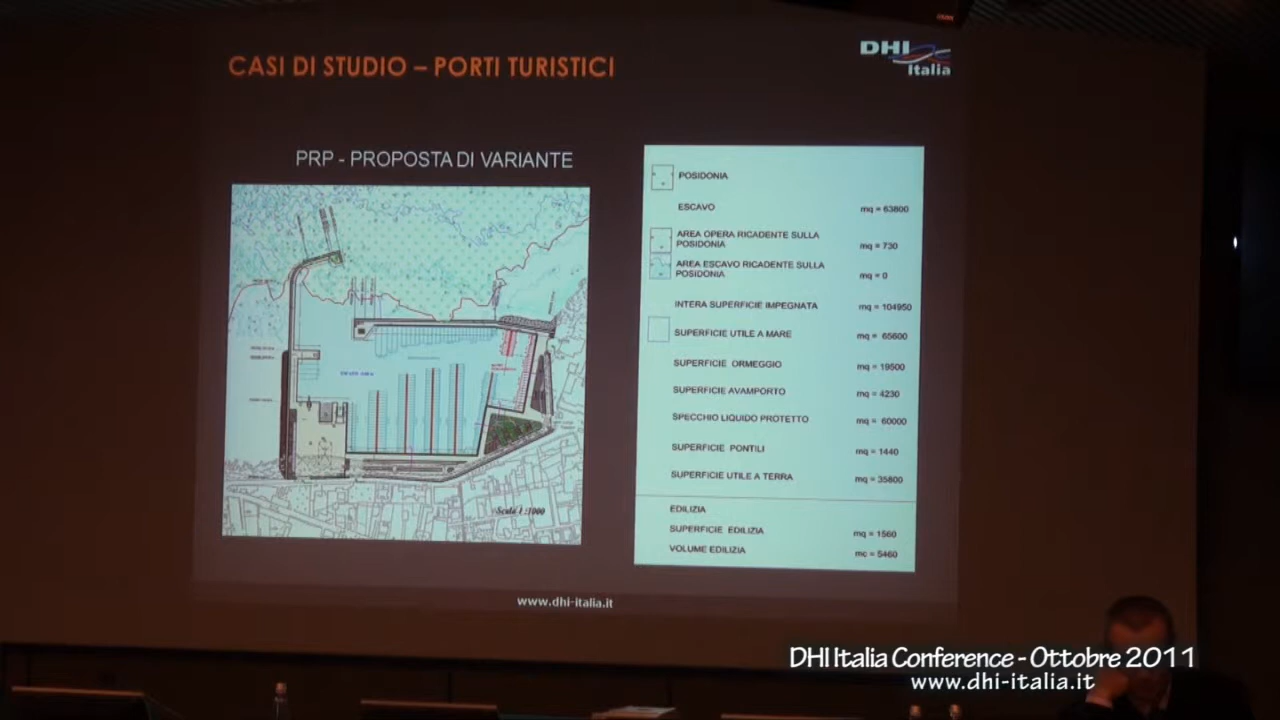 CASI DI STUDIO – PORTI TURISTICI
DHI
Italia
PRP - PROPOSTA DI VARIANTE
Scala 1:1000
POSIDONIA
ESCAVO mq = 63800
AREA OPERA RICADENTE SULLA
POSIDONIA mq = 730
AREA ESCAVO RICADENTE SULLA
POSIDONIA mq = 0
INTERA SUPERFICIE IMPEGNATA mq = 104950
SUPERFICIE UTILE A MARE mq = 65600
SUPERFICIE ORMEGGIO mq = 19500
SUPERFICIE AVAMPORTO mq = 4230
SPECCHIO LIQUIDO PROTETTO mq = 60000
SUPERFICIE PONTILI mq = 1440
SUPERFICIE UTILE A TERRA mq = 35800
EDILIZIA
SUPERFICIE EDILIZIA mq = 1560
VOLUME EDILIZIA mc = 5460
www.dhi-italia.it
DHI Italia Conference - Ottobre 2011
www.dhi-italia.it